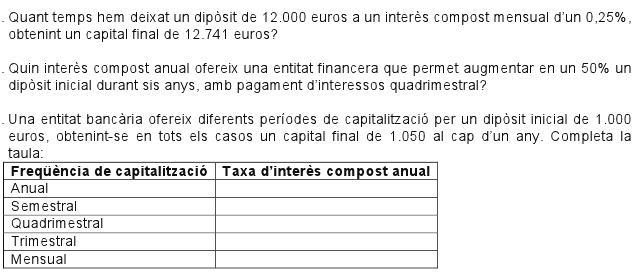 . Quant temps hem deixat un dipòsit de 12.000 euros a un interès compost mensual d'un 0,25%,
obtenint un capital final de 12.741 euros?
. Quin interès compost anual ofereix una entitat financera que permet augmentar en un 50% un
dipòsit inicial durant sis anys, amb pagament d'interessos quadrimestral?
. Una entitat bancària ofereix diferents períodes de capitalització per un dipòsit inicial de 1.000
euros, obtenint-se en tots els casos un capital final de 1.050 al cap d'un any. Completa la
taula:
Freqüència de capitalització Taxa d'interès compost anual
Anual
Semestral
Quadrimestral
Trimestral
Mensual